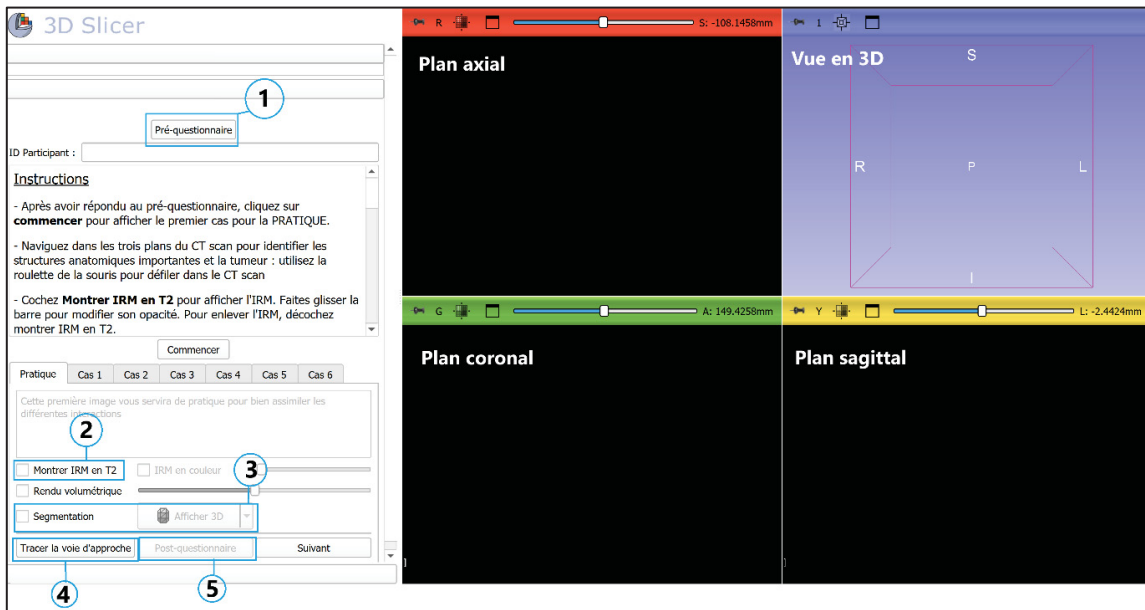 3D Slicer
1
Pré-questionnaire
ID Participant :
Instructions
- Après avoir répondu au pré-questionnaire, cliquez sur
commencer pour afficher le premier cas pour la PRATIQUE.
- Naviguez dans les trois plans du CT scan pour identifier les
structures anatomiques importantes et la tumeur : utilisez la
roulette de la souris pour défiler dans le CT scan
- Cochez Montrer IRM en T2 pour afficher l'IRM. Faites glisser la
barre pour modifier son opacité. Pour enlever l'IRM, décochez
montrer IRM en T2.
Commencer
Pratique Cas 1 Cas 2 Cas 3 Cas 4 Cas 5 Cas 6
Cette première image vous servira de pratique pour bien assimiler les
différentes interactions
2
3
Montrer IRM en T2 IRM en couleur
Rendu volumétrique
Segmentation Afficher 3D
Tracer la voie d'approche Post-questionnaire Suivant
4
5
R S: -108.1458mm
Plan axial
1
Vue en 3D
S
R P L
I
G A: 149.4258mm
Plan coronal
Y L: -2.4424mm
Plan sagittal